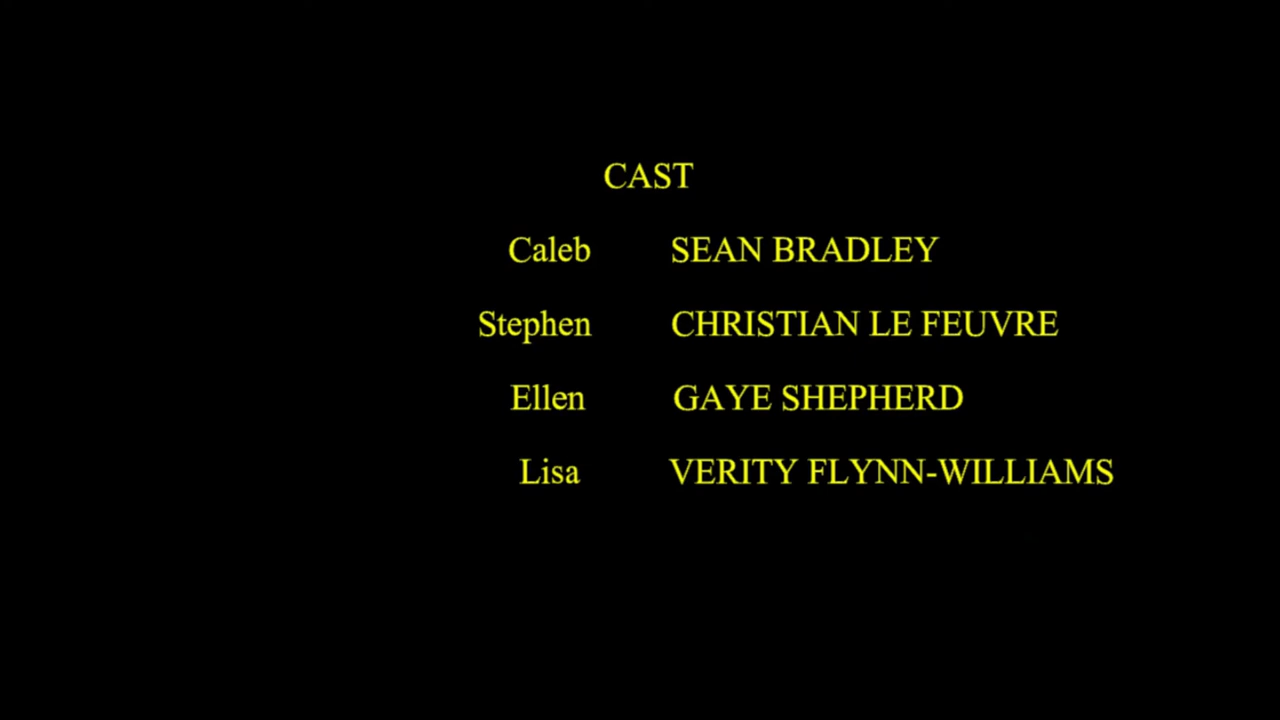 CAST
Caleb SEAN BRADLEY
Stephen CHRISTIAN LE FEUVRE
Ellen GAYE SHEPHERD
Lisa VERITY FLYNN-WILLIAMS